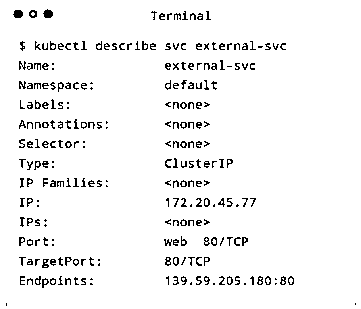 Terminal
$ kubectl describe svc external-svc
Name: external-svc
Namespace: default
Labels: <none>
Annotations: <none>
Selector: <none>
Type: ClusterIP
IP Families: <none>
IP: 172.20.45.77
IPs: <none>
Port: web 80/TCP
TargetPort: 80/TCP
Endpoints: 139.59.205.180:80